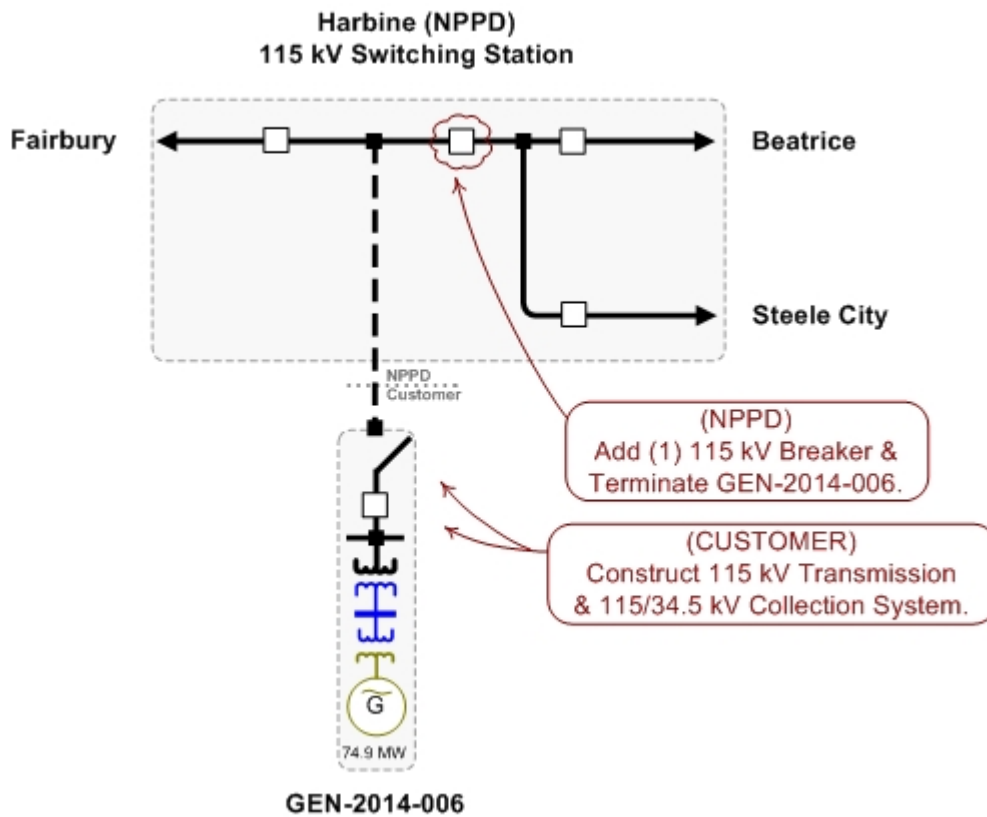 Harbine (NPPD)
115 kV Switching Station
Fairbury
Beatrice
Steele City
NPPD
Customer
(NPPD)
Add (1) 115 kV Breaker &
Terminate GEN-2014-006.
(CUSTOMER)
Construct 115 kV Transmission
& 115/34.5 kV Collection System.
G
74.9 MW
GEN-2014-006